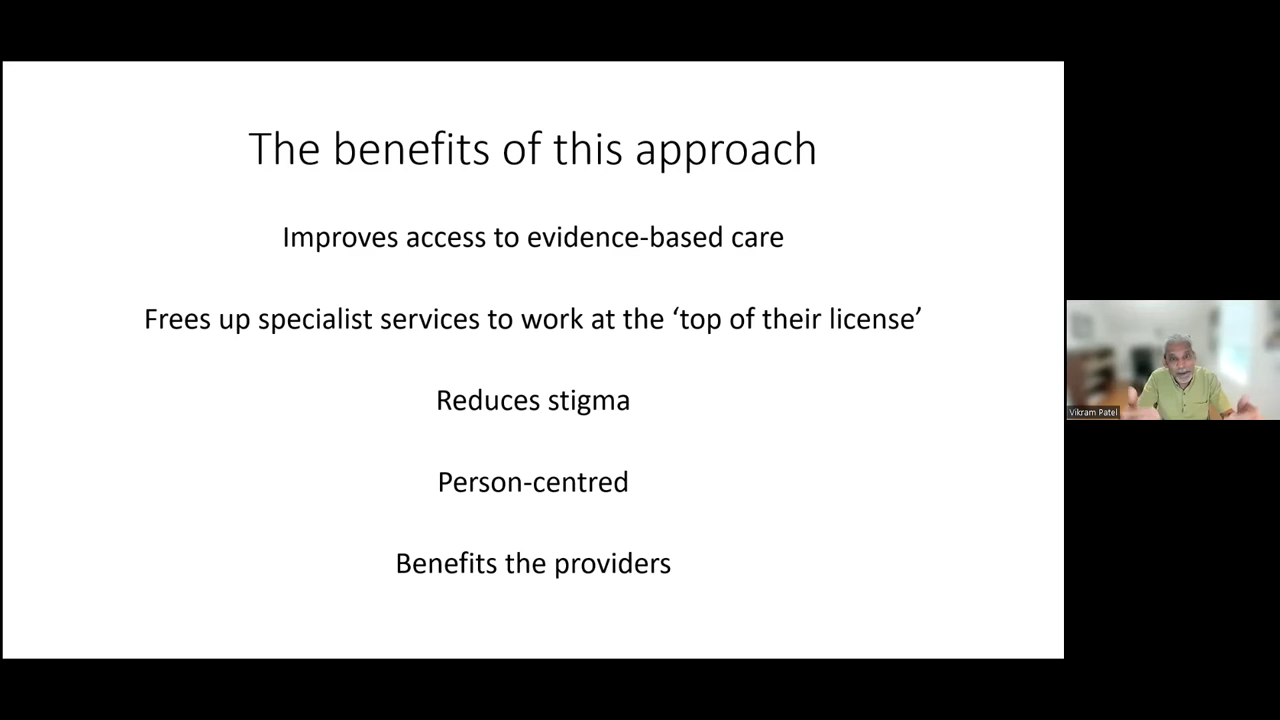 The benefits of this approach
Improves access to evidence-based care
Frees up specialist services to work at the ‘top of their license’
Reduces stigma
Person-centred
Benefits the providers
Vikram Patel